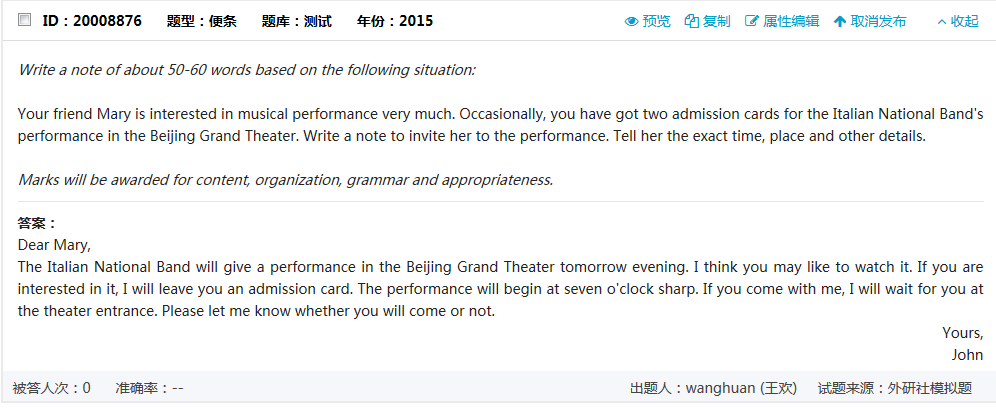 ID：20008876 题型：便条 题库：测试 年份：2015 预览 复制 属性编辑 取消发布 收起
Write a note of about 50-60 words based on the following situation:
Your friend Mary is interested in musical performance very much. Occasionally, you have got two admission cards for the Italian National Band's
performance in the Beijing Grand Theater. Write a note to invite her to the performance. Tell her the exact time, place and other details.
Marks will be awarded for content, organization, grammar and appropriateness.
答案：
Dear Mary,
The Italian National Band will give a performance in the Beijing Grand Theater tomorrow evening. I think you may like to watch it. If you are
interested in it, I will leave you an admission card. The performance will begin at seven o'clock sharp. If you come with me, I will wait for you at
the theater entrance. Please let me know whether you will come or not.
Yours,
John
被答人次：0 准确率：-- 出题人：wanghuan (王欢) 试题来源：外研社模拟题